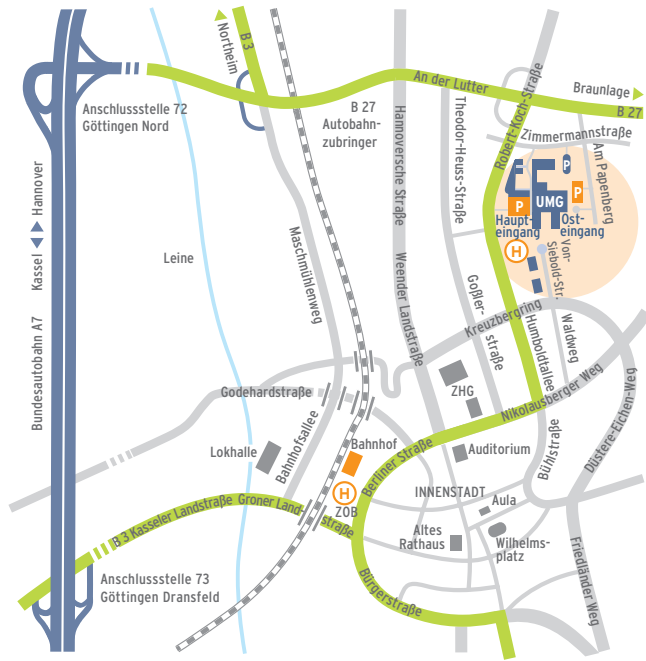 Northeim
B 3
An der Lutter
Braunlage
B 27
Anschlussstelle 72
Göttingen Nord
B 27
Autobahn-
zubringer
Hannoversche Straße
Theodor-Heuss-Straße
Robert-Koch-Straße
Zimmermannstraße
Am Papenberg
P
P
P
UMG
Haupt-
eingang
Ost-
eingang
H
Von-
Siebold-Str.
Kassel
Hannover
Bundesautobahn A7
Leine
Maschmühlenweg
Weender Landstraße
Goßler-
straße
Kreuzbergring
Humboldtallee
Waldweg
Nikolausberger Weg
Düstere-Eichen-Weg
Godehardstraße
ZHG
Lokhalle
Bahnhofsallee
Bahnhof
Berliner Straße
Auditorium
Bühlstraße
H
ZOB
INNENSTADT
Aula
B 3 Kasseler Landstraße
Groner Land-
straße
Altes
Rathaus
Wilhelms-
platz
Friedländer Weg
Anschlussstelle 73
Göttingen Dransfeld
Bürgerstraße